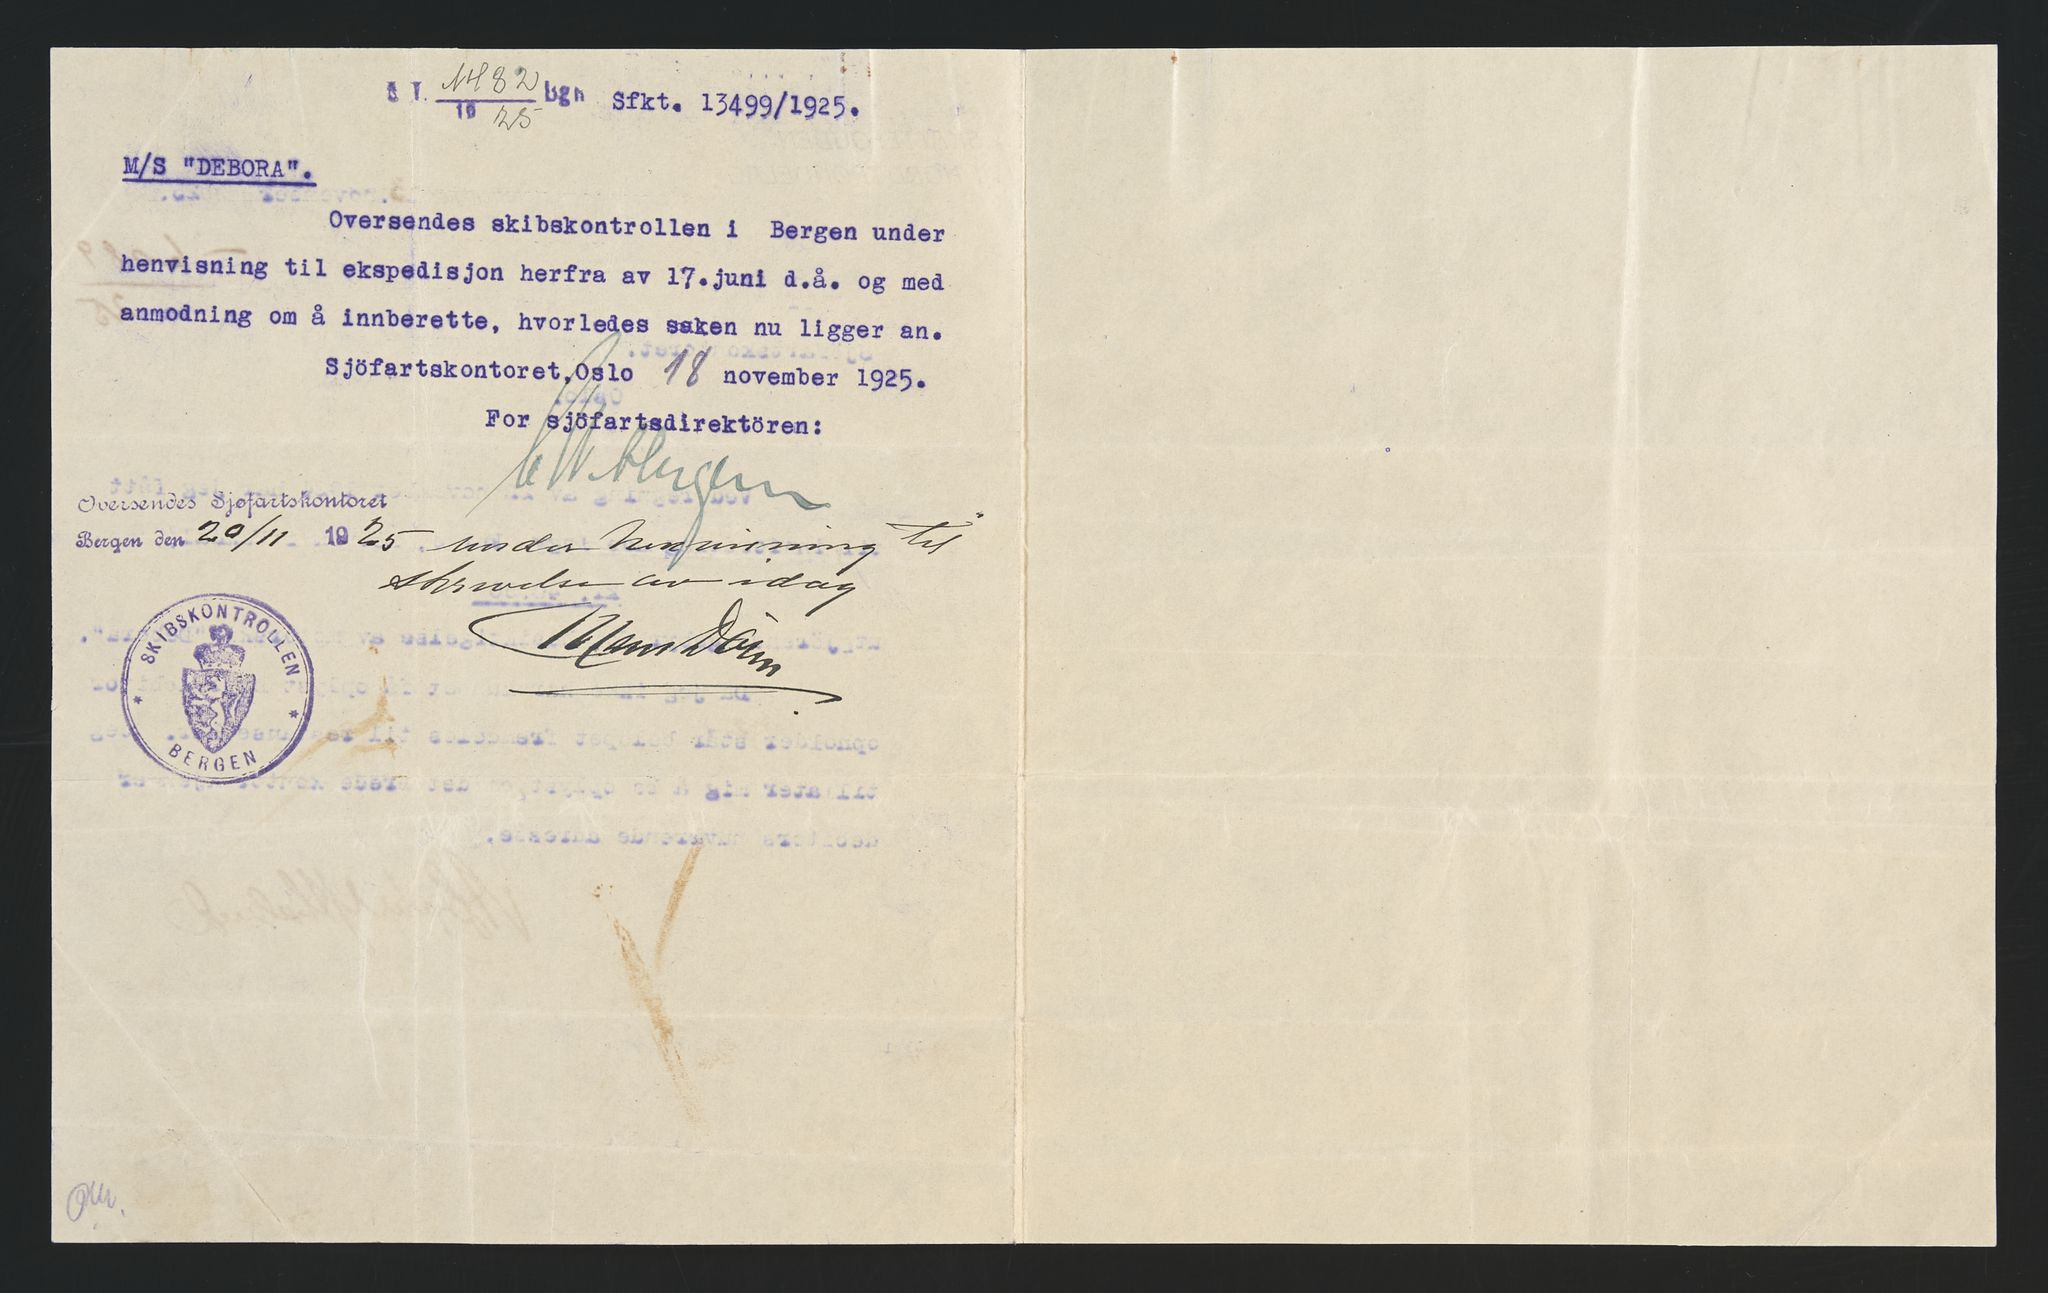 1482
S T. 19 25 bgn Sfkt. 13499/1925.
M/S "DEBORA".
Oversendes skibskontrollen i Bergen under
henvisning til ekspedisjon herfra av 17.juni d.å. og med
anmodning om å innberette, hvorledes saken nu ligger an.
Sjöfartskontoret, Oslo 18 november 1925.
For sjöfartsdirektören:
Oversendes Sjøfartskontoret
Bergen den 20/11 1925 under henvisning til
skrivelse av idag
SKIBSKONTROLLEN
BERGEN